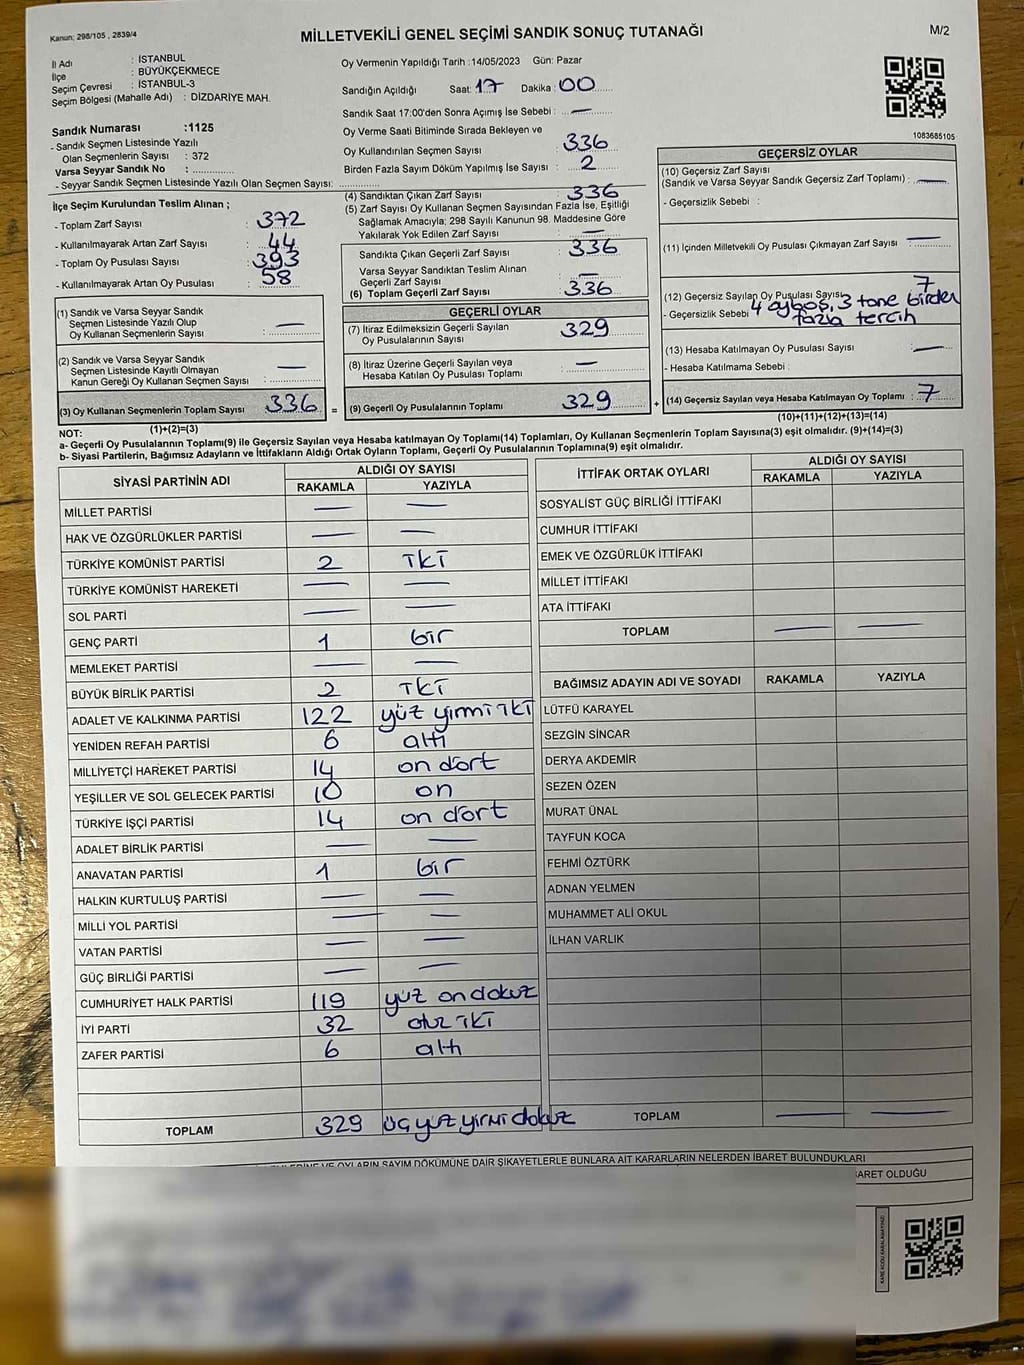 Kanun: 298/105 , 2839/4
MİLLETVEKİLİ GENEL SEÇİMİ SANDIK SONUÇ TUTANAĞI
M/2
İl Adı : İSTANBUL
İlçe : BÜYÜKÇEKMECE
Seçim Çevresi : İSTANBUL-3
Seçim Bölgesi (Mahalle Adı) : DİZDARİYE MAH.
Sandık Numarası :1125
- Sandık Seçmen Listesinde Yazılı
Olan Seçmenlerin Sayısı : 372
Varsa Seyyar Sandık No :
- Seyyar Sandık Seçmen Listesinde Yazılı Olan Seçmen Sayısı:
Oy Vermenin Yapıldığı Tarih :14/05/2023 Gün: Pazar
Sandığın Açıldığı Saat: 17 Dakika : 00
Sandık Saat 17:00'den Sonra Açımış İse Sebebi : —
Oy Verme Saati Bitiminde Sırada Bekleyen ve
Oy Kullandırılan Seçmen Sayısı : 336
Birden Fazla Sayım Döküm Yapılmış İse Sayısı : 2
1083685105
İlçe Seçim Kurulundan Teslim Alınan ;
- Toplam Zarf Sayısı : 372
- Kullanılmayarak Artan Zarf Sayısı : 44
- Toplam Oy Pusulası Sayısı : 393
- Kullanılmayarak Artan Oy Pusulası : 58
(4) Sandıktan Çıkan Zarf Sayısı : 336
(5) Zarf Sayısı Oy Kullanan Seçmen Sayısından Fazla İse, Eşitliği
Sağlamak Amacıyla; 298 Sayılı Kanunun 98. Maddesine Göre
Yakılarak Yok Edilen Zarf Sayısı : —
Sandıkta Çıkan Geçerli Zarf Sayısı : 336
Varsa Seyyar Sandıktan Teslim Alınan
Geçerli Zarf Sayısı : —
(6) Toplam Geçerli Zarf Sayısı : 336
GEÇERSİZ OYLAR
(10) Geçersiz Zarf Sayısı
(Sandık ve Varsa Seyyar Sandık Geçersiz Zarf Toplamı) : —
- Geçersizlik Sebebi :
(11) İçinden Milletvekili Oy Pusulası Çıkmayan Zarf Sayısı : —
(12) Geçersiz Sayılan Oy Pusulası Sayısı : 7
- Geçersizlik Sebebi : 4 oy boş, 3 tane birden
fazla tercih
(13) Hesaba Katılmayan Oy Pusulası Sayısı : —
- Hesaba Katılmama Sebebi :
(14) Geçersiz Sayılan veya Hesaba Katılmayan Oy Toplamı : 7
(10)+(11)+(12)+(13)=(14)
(1) Sandık ve Varsa Seyyar Sandık
Seçmen Listesinde Yazılı Olup
Oy Kullanan Seçmenlerin Sayısı : —
(2) Sandık ve Varsa Seyyar Sandık
Seçmen Listesinde Kayıtlı Olmayan
Kanun Gereği Oy Kullanan Seçmen Sayısı : —
(3) Oy Kullanan Seçmenlerin Toplam Sayısı : 336 =
(1)+(2)=(3)
GEÇERLİ OYLAR
(7) İtiraz Edilmeksizin Geçerli Sayılan
Oy Pusulalarının Sayısı : 329
(8) İtiraz Üzerine Geçerli Sayılan veya
Hesaba Katılan Oy Pusulası Toplamı : —
(9) Geçerli Oy Pusulalarının Toplamı : 329 +
NOT:
a- Geçerli Oy Pusulalarının Toplamı(9) ile Geçersiz Sayılan veya Hesaba katılmayan Oy Toplamı(14) Toplamları, Oy Kullanan Seçmenlerin Toplam Sayısına(3) eşit olmalıdır. (9)+(14)=(3)
b- Siyasi Partilerin, Bağımsız Adayların ve İttifakların Aldığı Ortak Oyların Toplamı, Geçerli Oy Pusulalarının Toplamına(9) eşit olmalıdır.
SİYASİ PARTİNİN ADI ALDIĞI OY SAYISI
RAKAMLA YAZIYLA
MİLLET PARTİSİ — —
HAK VE ÖZGÜRLÜKLER PARTİSİ — —
TÜRKİYE KOMÜNİST PARTİSİ 2 İki
TÜRKİYE KOMÜNİST HAREKETİ — —
SOL PARTİ — —
GENÇ PARTİ 1 bir
MEMLEKET PARTİSİ — —
BÜYÜK BİRLİK PARTİSİ 2 İki
ADALET VE KALKINMA PARTİSİ 122 yüz yirmi iki
YENİDEN REFAH PARTİSİ 6 altı
MİLLİYETÇİ HAREKET PARTİSİ 14 on dört
YEŞİLLER VE SOL GELECEK PARTİSİ 10 on
TÜRKİYE İŞÇİ PARTİSİ 14 on dört
ADALET BİRLİK PARTİSİ — —
ANAVATAN PARTİSİ 1 bir
HALKIN KURTULUŞ PARTİSİ — —
MİLLİ YOL PARTİSİ — —
VATAN PARTİSİ — —
GÜÇ BİRLİĞİ PARTİSİ — —
CUMHURİYET HALK PARTİSİ 119 yüz on dokuz
İYİ PARTİ 32 otuz iki
ZAFER PARTİSİ 6 altı
TOPLAM 329 üç yüz yirmi dokuz
İTTİFAK ORTAK OYLARI ALDIĞI OY SAYISI
RAKAMLA YAZIYLA
SOSYALİST GÜÇ BİRLİĞİ İTTİFAKI
CUMHUR İTTİFAKI
EMEK VE ÖZGÜRLÜK İTTİFAKI
MİLLET İTTİFAKI
ATA İTTİFAKI
TOPLAM — —
BAĞIMSIZ ADAYIN ADI VE SOYADI RAKAMLA YAZIYLA
LÜTFÜ KARAYEL
SEZGİN SİNCAR
DERYA AKDEMİR
SEZEN ÖZEN
MURAT ÜNAL
TAYFUN KOCA
FEHMİ ÖZTÜRK
ADNAN YELMEN
MUHAMMET ALİ OKUL
İLHAN VARLIK
TOPLAM — —
VE OYLARIN SAYIM DÖKÜMÜNE DAİR ŞİKAYETLERLE BUNLARA AİT KARARLARIN NELERDEN İBARET BULUNDUKLARI
OLDUĞU